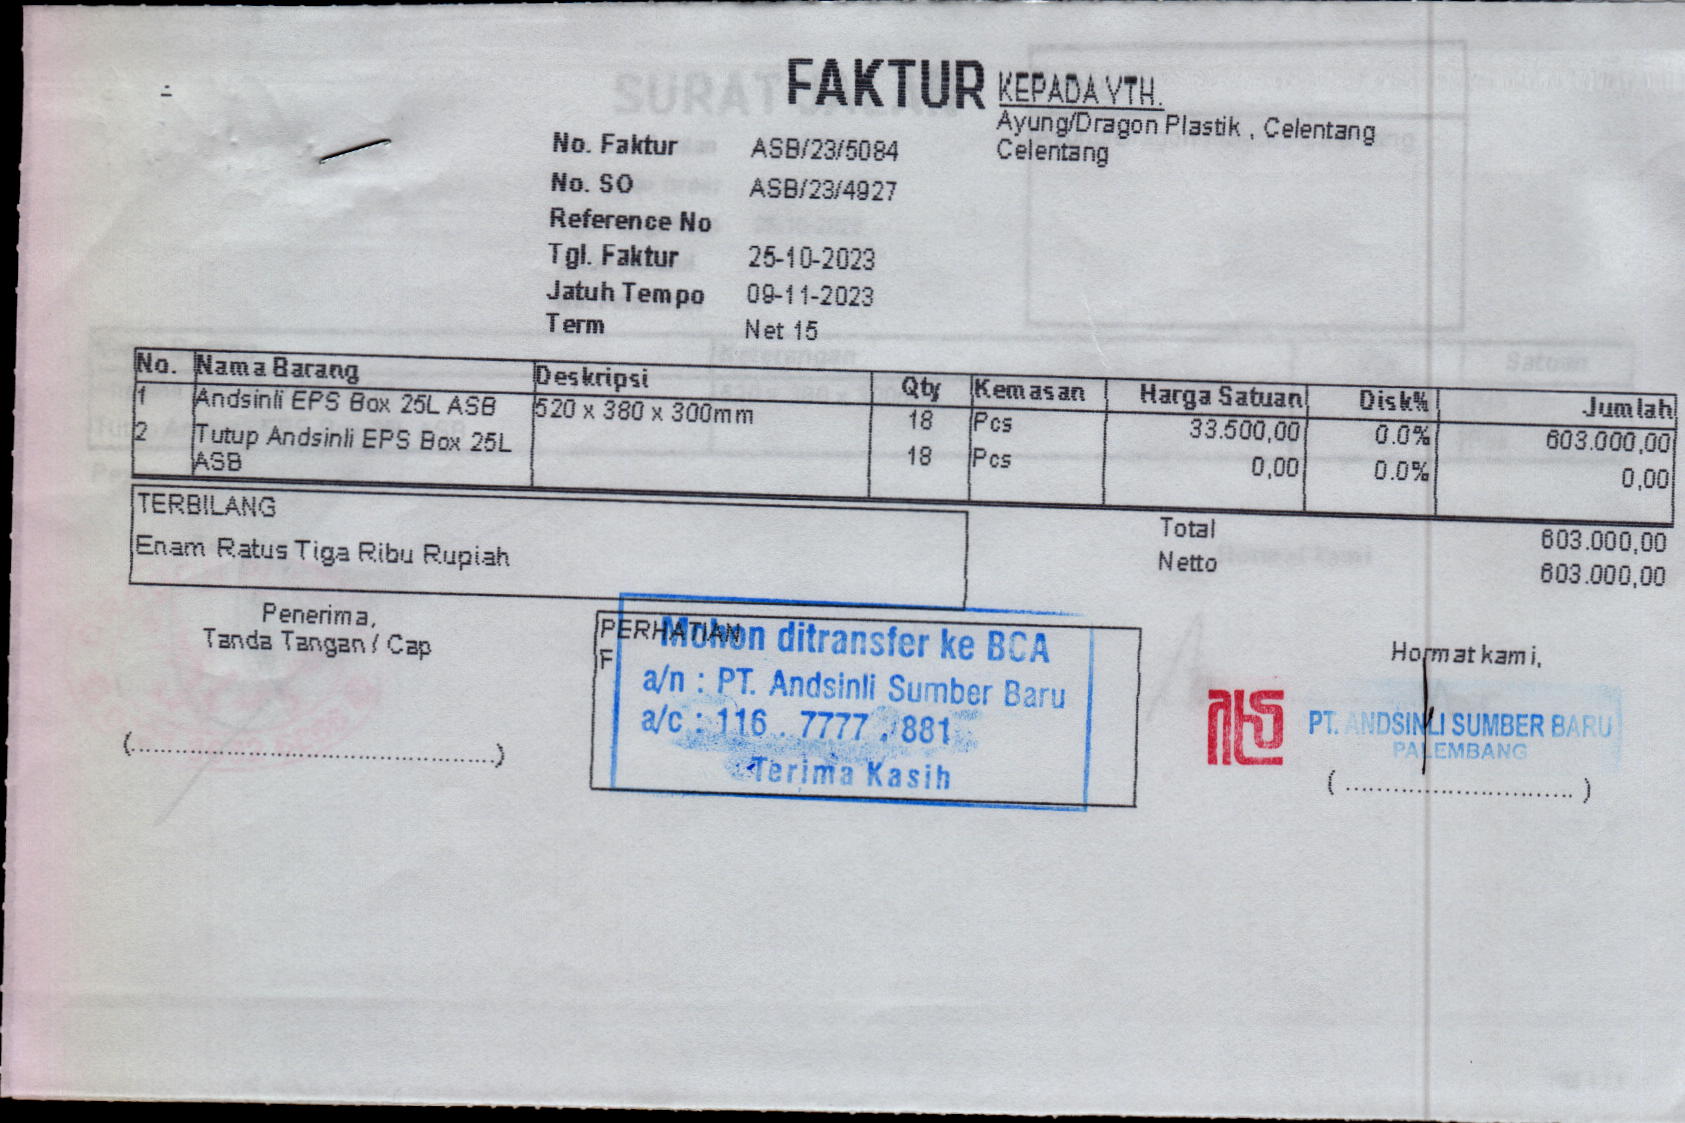 FAKTUR
KEPADA YTH.
Ayung/Dragon Plastik , Celentang
Celentang
No. Faktur ASB/23/5084
No. SO ASB/23/4927
Reference No
Tgl. Faktur 25-10-2023
Jatuh Tempo 09-11-2023
Term Net 15
No. Nama Barang Deskripsi Qty Kemasan Harga Satuan Disk% Jumlah
1 Andsinli EPS Box 25L ASB 520 x 380 x 300mm 18 Pcs 33.500,00 0.0% 603.000,00
2 Tutup Andsinli EPS Box 25L 18 Pcs 0,00 0.0% 0,00
ASB
TERBILANG
Enam Ratus Tiga Ribu Rupiah
Total 603.000,00
Netto 603.000,00
Penerima,
Tanda Tangan / Cap
(............................................)
PERHATIAN
F
Mohon ditransfer ke BCA
a/n : PT. Andsinli Sumber Baru
a/c : 116 . 7777 . 881
Terima Kasih
Hormat kami,
PT. ANDSINLI SUMBER BARU
PALEMBANG
( ............................ )